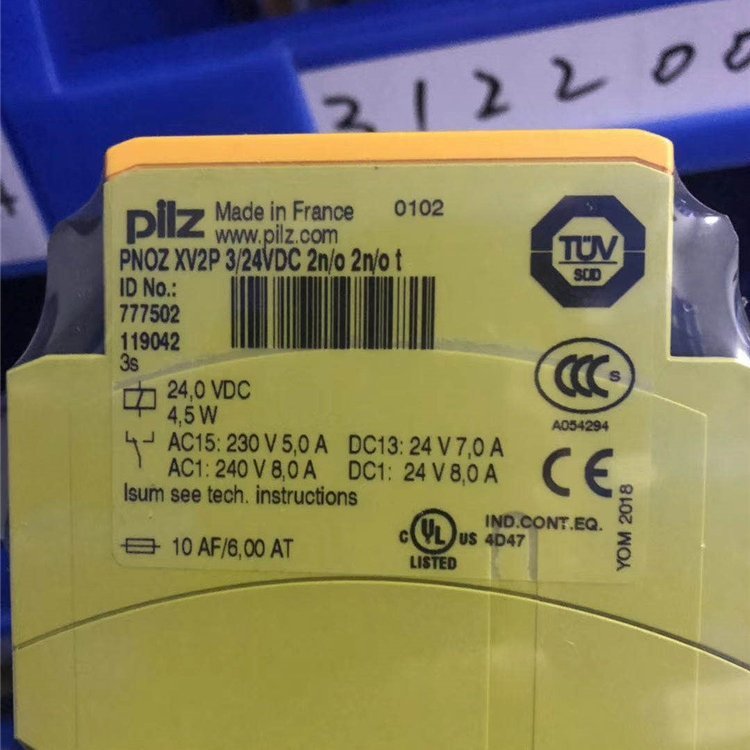 312200
pilz Made in France 0102
www.pilz.com
PNOZ XV2P 3/24VDC 2n/o 2n/o t
ID No.:
777502
119042
3s
24,0 VDC
4,5 W
AC15: 230 V 5,0 A DC13: 24 V 7,0 A
AC1: 240 V 8,0 A DC1: 24 V 8,0 A
Isum see tech. instructions
10 AF/6,00 AT
TÜV
SÜD
CCC S
A054294
CE
C UL US
LISTED
IND.CONT.EQ.
4D47
YOM 2018